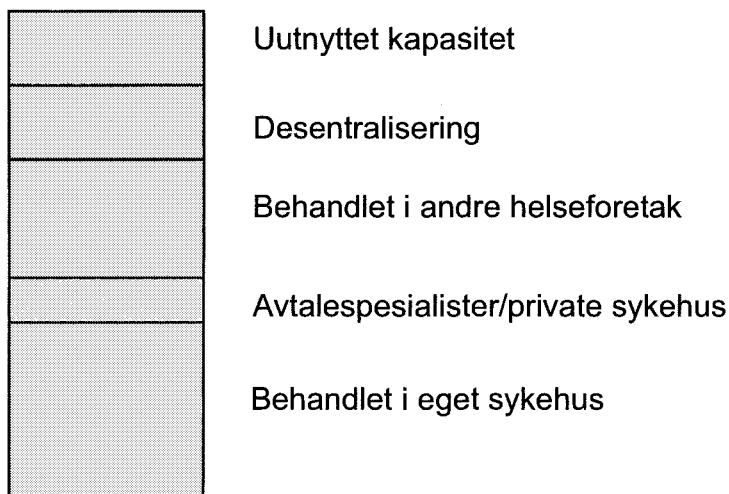 Uutnyttet kapasitet
Desentralisering
Behandlet i andre helseforetak
Avtalespesialister/private sykehus
Behandlet i eget sykehus